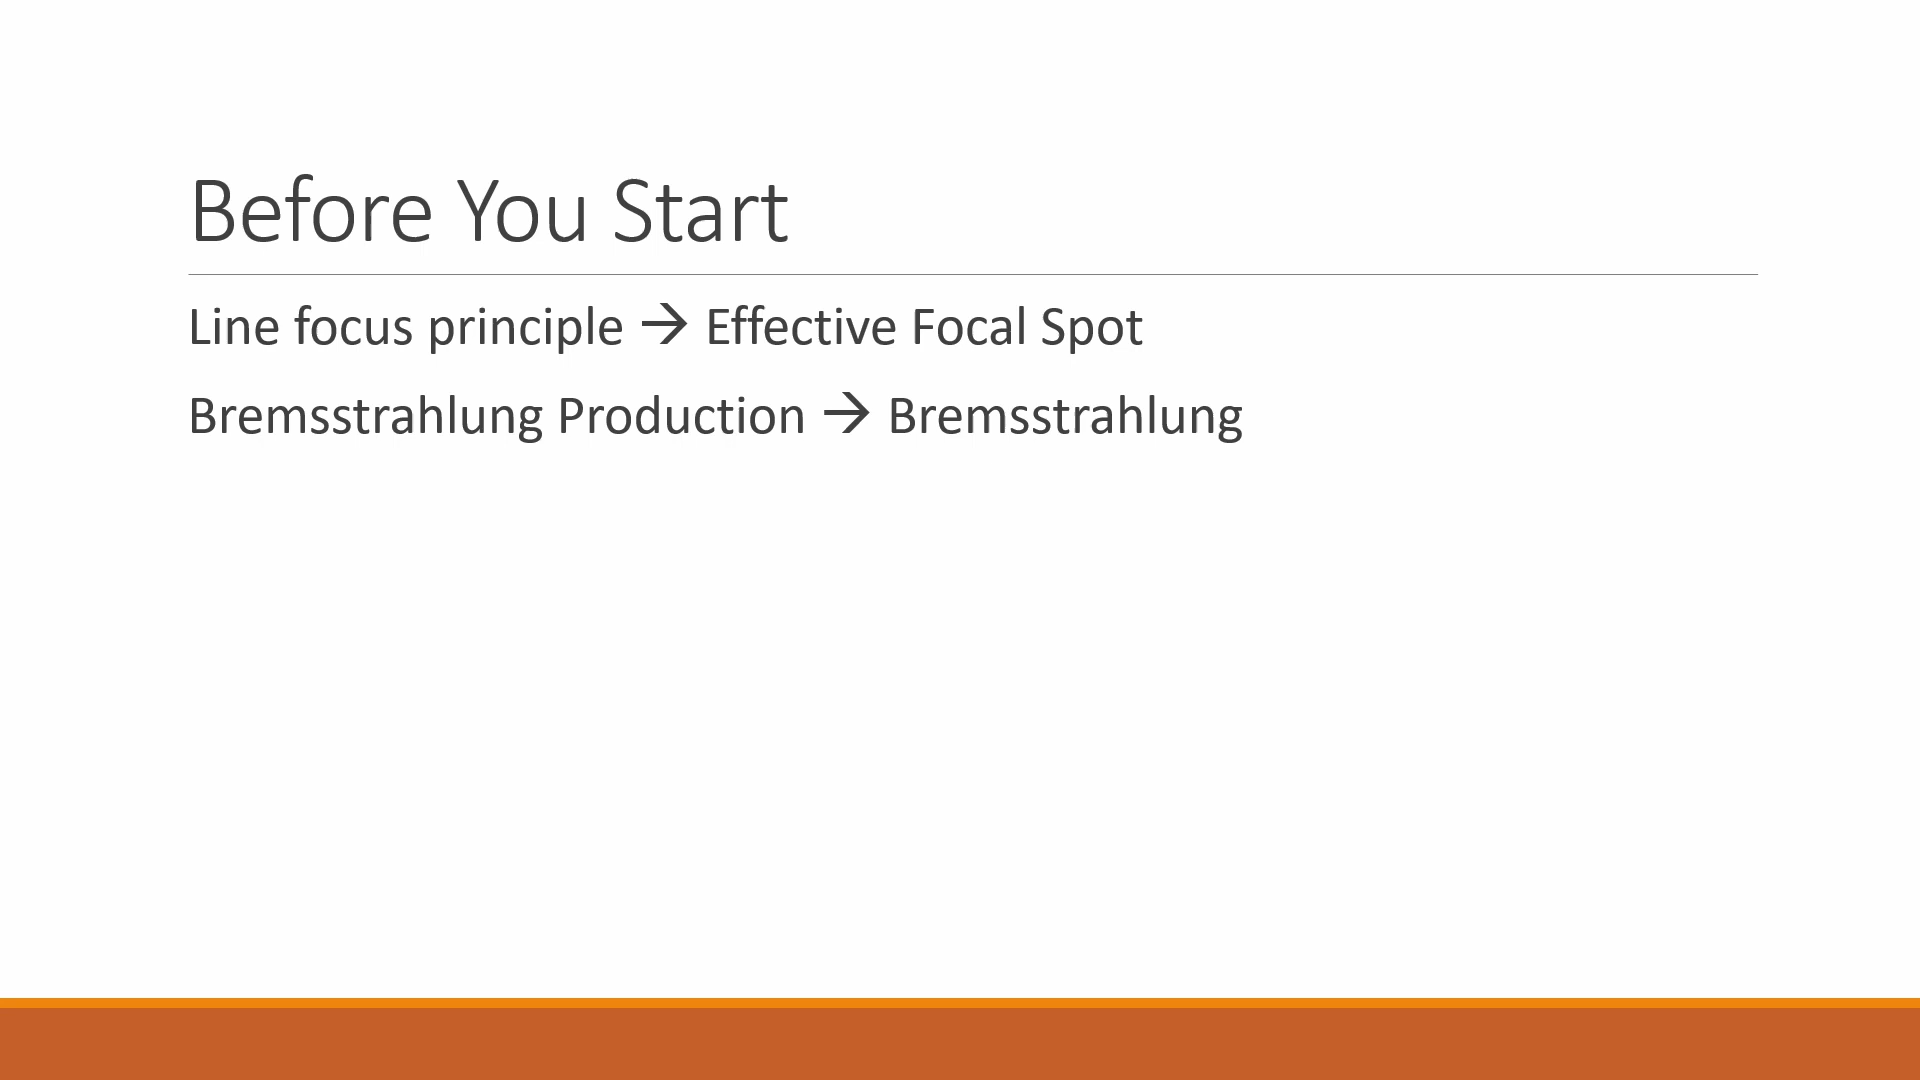 Before You Start
Line focus principle → Effective Focal Spot
Bremsstrahlung Production → Bremsstrahlung